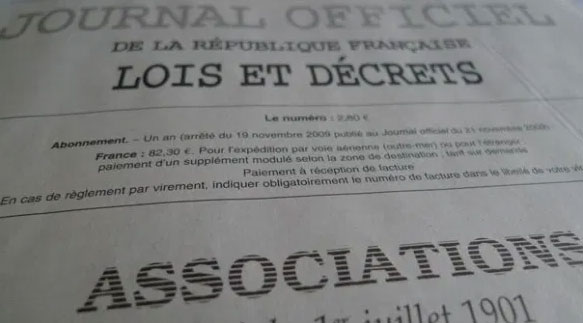 JOURNAL OFFICIEL
DE LA RÉPUBLIQUE FRANÇAISE
LOIS ET DÉCRETS
Le numéro : 2,80 €
Abonnement. – Un an (arrêté du 19 novembre 2009 publié au Journal officiel du 21 novembre 2009) :
France : 82,30 €. Pour l'expédition par voie aérienne (outre-mer) ou pour l'étranger :
paiement d'un supplément modulé selon la zone de destination ; tarif sur demande
Paiement à réception de facture
En cas de règlement par virement, indiquer obligatoirement le numéro de facture dans le libellé de votre
ASSOCIATIONS
juillet 1901